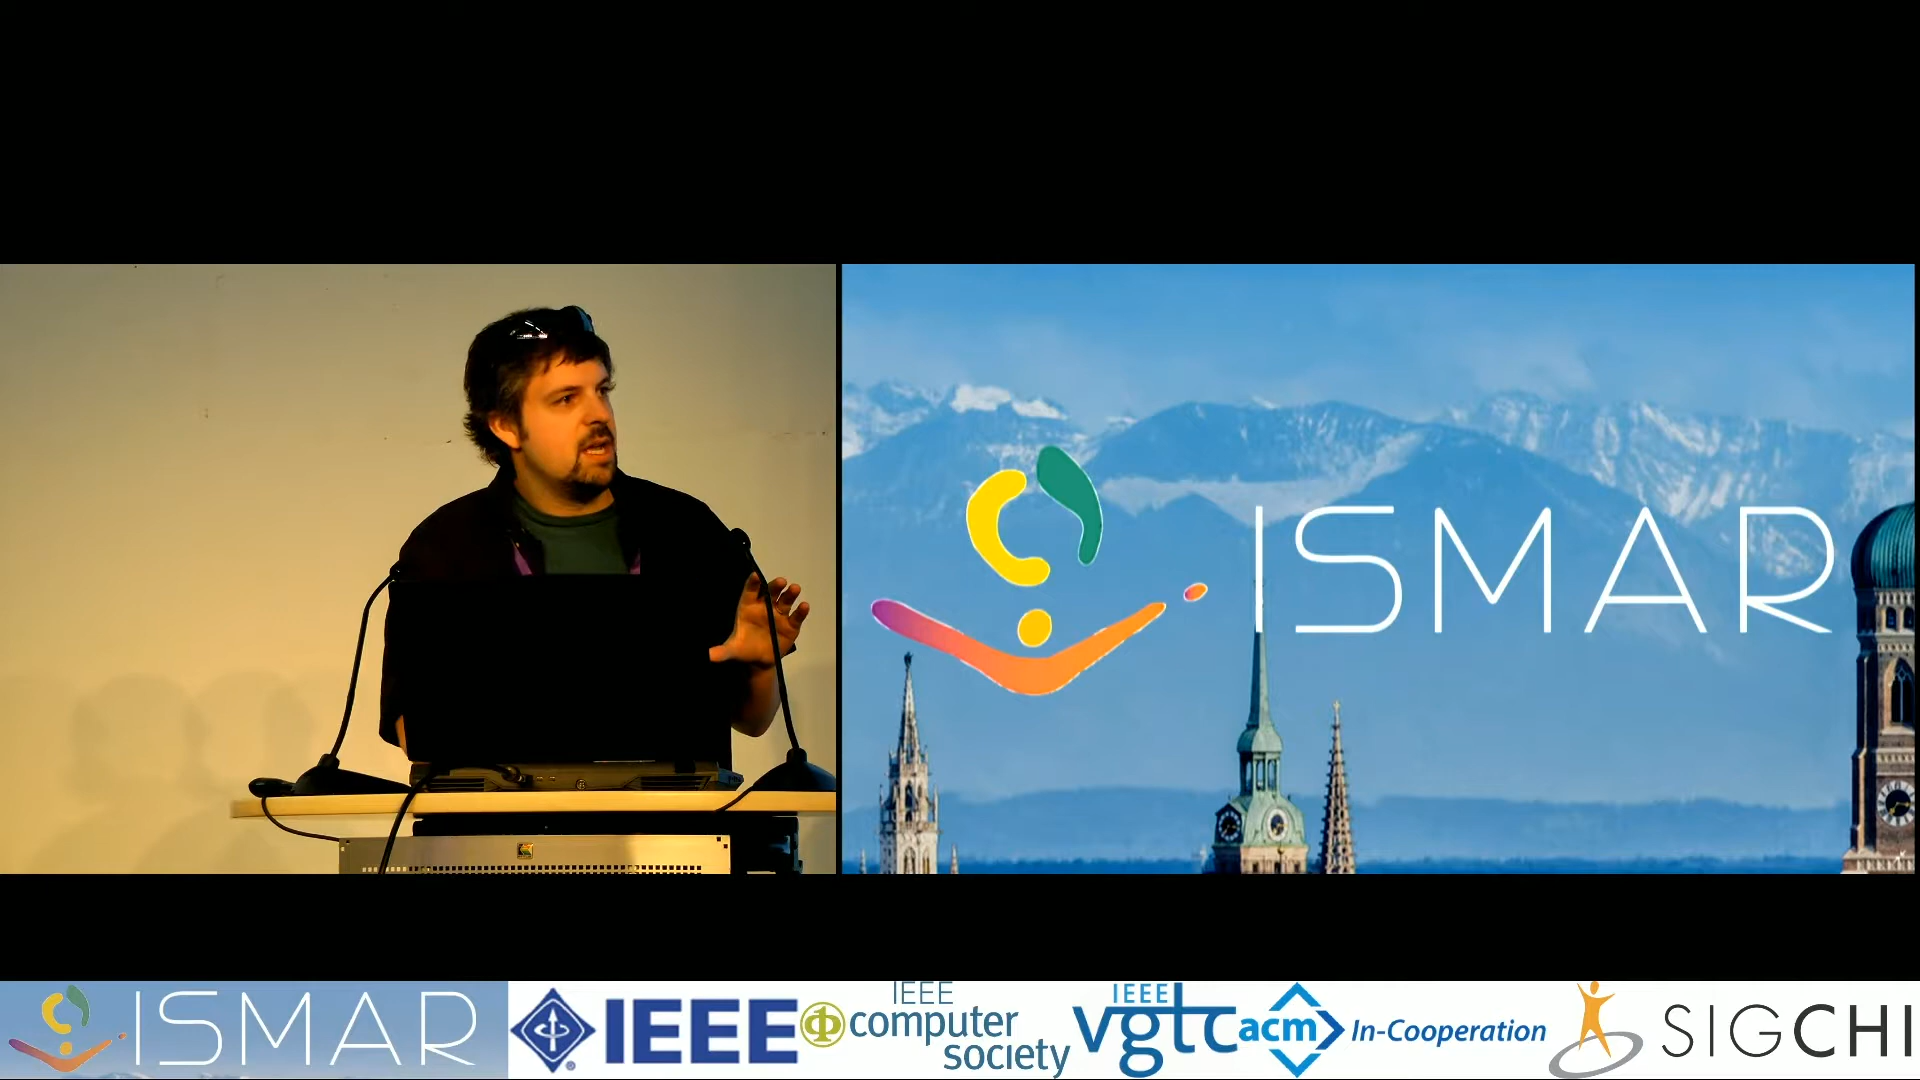 ISMAR
ISMAR
IEEE
IEEE
computer
society
IEEE
vgtc
acm In-Cooperation
SIGCHI